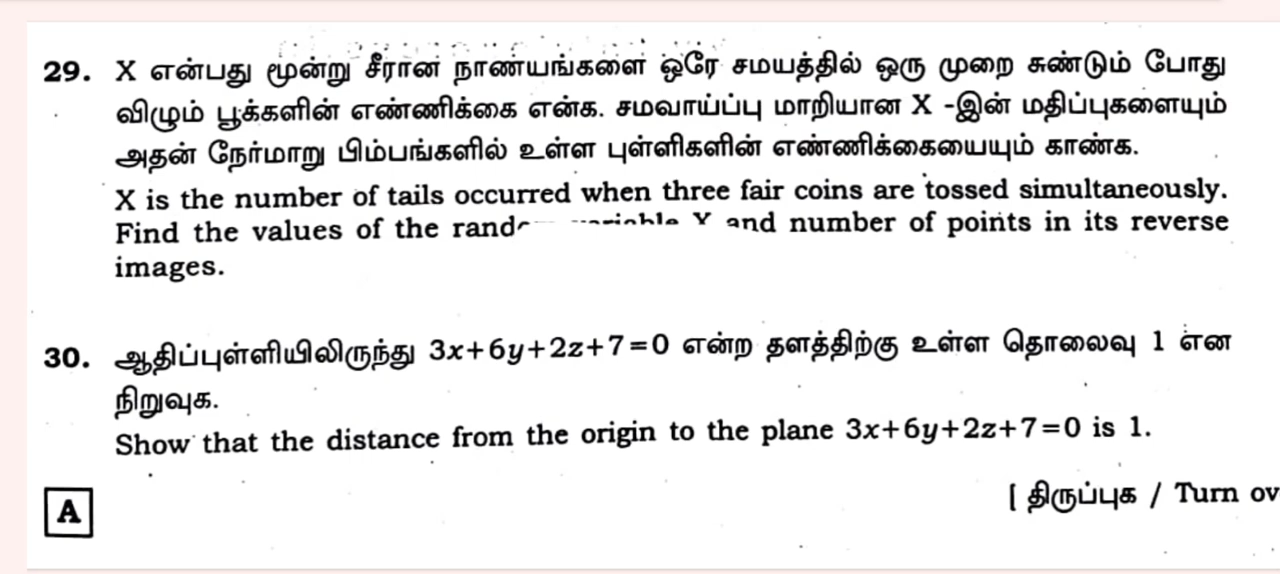 29. X என்பது மூன்று சீரான நாணயங்களை ஒரே சமயத்தில் ஒரு முறை சுண்டும் போது
விழும் பூக்களின் எண்ணிக்கை என்க. சமவாய்ப்பு மாறியான X -இன் மதிப்புகளையும்
அதன் நேர்மாறு பிம்பங்களில் உள்ள புள்ளிகளின் எண்ணிக்கையையும் காண்க.
X is the number of tails occurred when three fair coins are tossed simultaneously.
Find the values of the and number of points in its reverse
images.
30. ஆதிப்புள்ளியிலிருந்து 3x+6y+2z+7=0 என்ற தளத்திற்கு உள்ள தொலைவு 1 என
நிறுவுக.
Show that the distance from the origin to the plane 3x+6y+2z+7=0 is 1.
[ திருப்புக / Turn ov
A